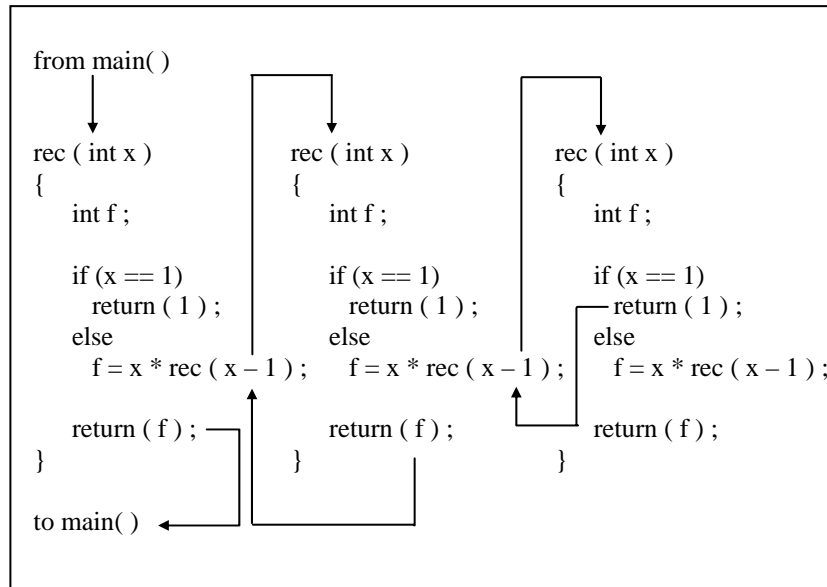 from main( )
rec ( int x )
{
int f ;
if (x == 1)
return ( 1 ) ;
else
f = x * rec ( x – 1 ) ;
return ( f ) ;
}
to main( )
rec ( int x )
{
int f ;
if (x == 1)
return ( 1 ) ;
else
f = x * rec ( x – 1 ) ;
return ( f ) ;
}
rec ( int x )
{
int f ;
if (x == 1)
return ( 1 ) ;
else
f = x * rec ( x – 1 ) ;
return ( f ) ;
}